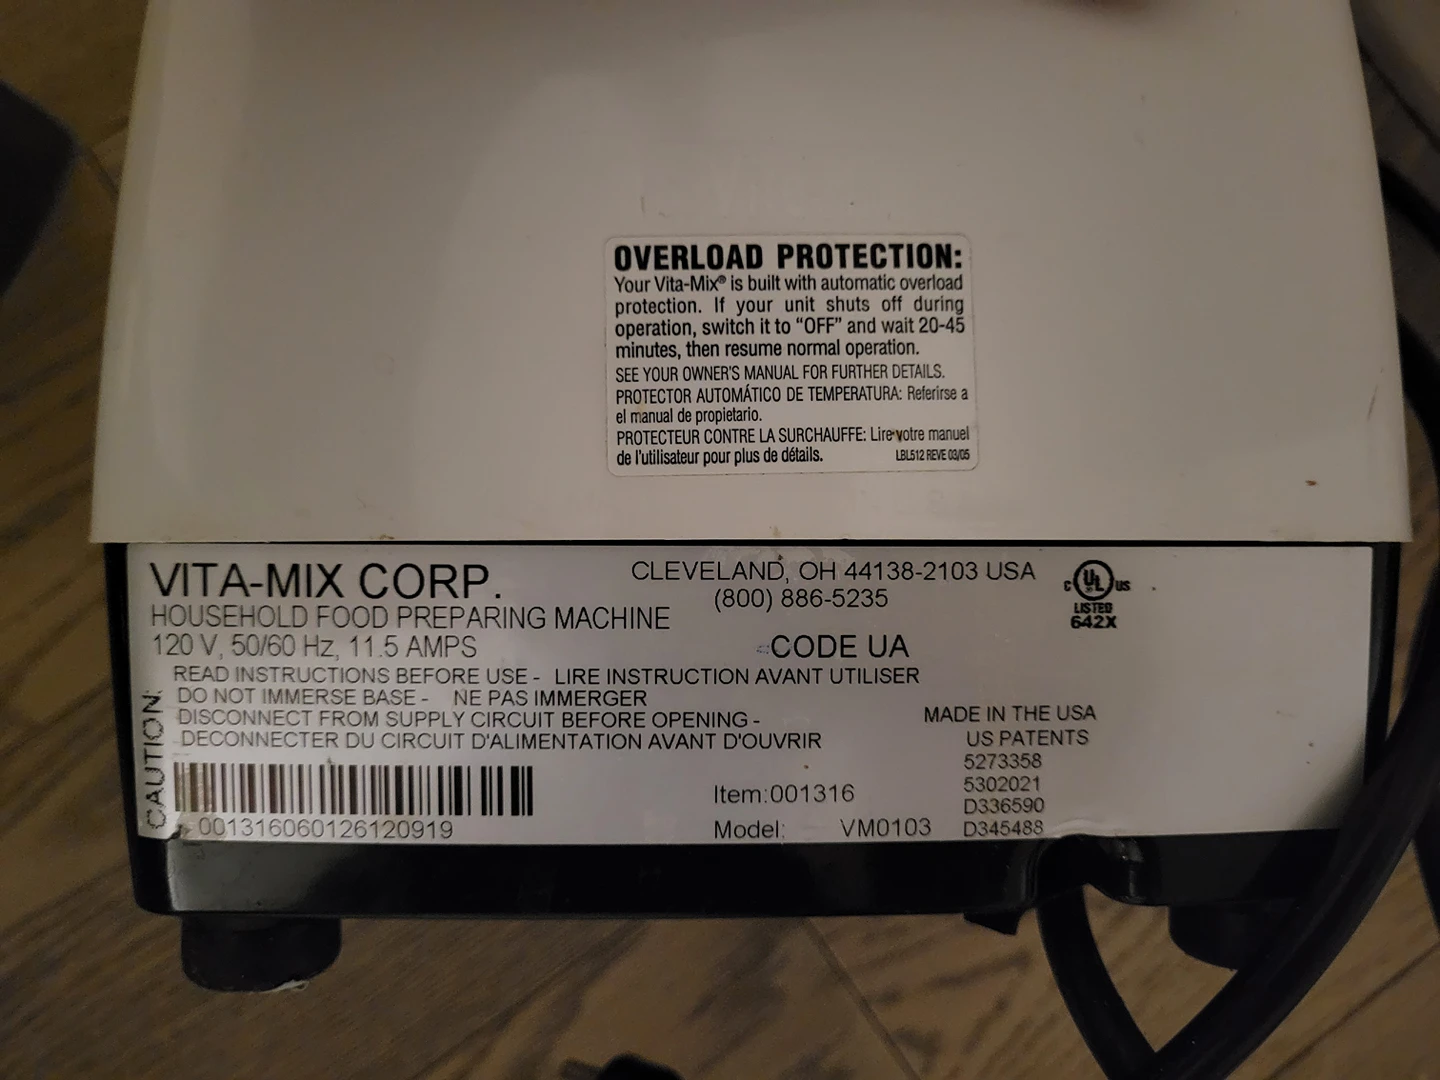 OVERLOAD PROTECTION:
Your Vita-Mix® is built with automatic overload
protection. If your unit shuts off during
operation, switch it to "OFF" and wait 20-45
minutes, then resume normal operation.
SEE YOUR OWNER'S MANUAL FOR FURTHER DETAILS.
PROTECTOR AUTOMÁTICO DE TEMPERATURA: Referirse a
el manual de propietario.
PROTECTEUR CONTRE LA SURCHAUFFE: Lire votre manuel
de l'utilisateur pour plus de détails.
LBL512 REVE 03/05
VITA-MIX CORP.
CLEVELAND, OH 44138-2103 USA
(800) 886-5235
HOUSEHOLD FOOD PREPARING MACHINE
120 V, 50/60 Hz, 11.5 AMPS
CODE UA
C UL US
LISTED
642X
CAUTION:
READ INSTRUCTIONS BEFORE USE - LIRE INSTRUCTION AVANT UTILISER
DO NOT IMMERSE BASE - NE PAS IMMERGER
DISCONNECT FROM SUPPLY CIRCUIT BEFORE OPENING -
DECONNECTER DU CIRCUIT D'ALIMENTATION AVANT D'OUVRIR
001316060126120919
Item:001316
Model: VM0103
MADE IN THE USA
US PATENTS
5273358
5302021
D336590
D345488